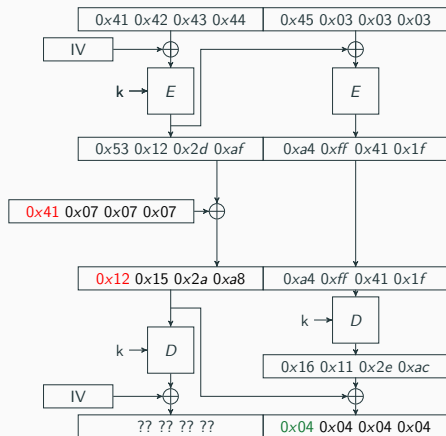 0x41 0x42 0x43 0x44 0x45 0x03 0x03 0x03
IV
k E E
0x53 0x12 0x2d 0xaf 0xa4 0xff 0x41 0x1f
0x41 0x07 0x07 0x07
0x12 0x15 0x2a 0xa8 0xa4 0xff 0x41 0x1f
k D
k D
0x16 0x11 0x2e 0xac
IV
?? ?? ?? ?? 0x04 0x04 0x04 0x04